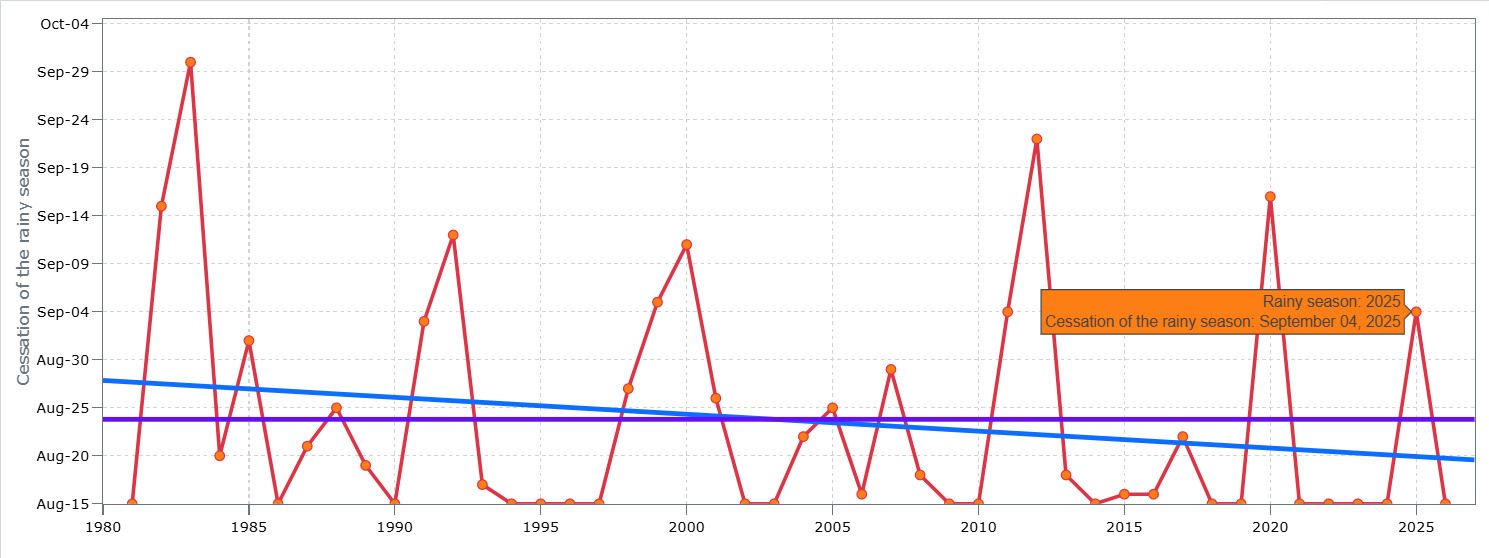 Oct-04
Sep-29
Sep-24
Sep-19
Sep-14
Sep-09
Sep-04
Aug-30
Aug-25
Aug-20
Aug-15
Cessation of the rainy season
Rainy season: 2025
Cessation of the rainy season: September 04, 2025
1980 1985 1990 1995 2000 2005 2010 2015 2020 2025